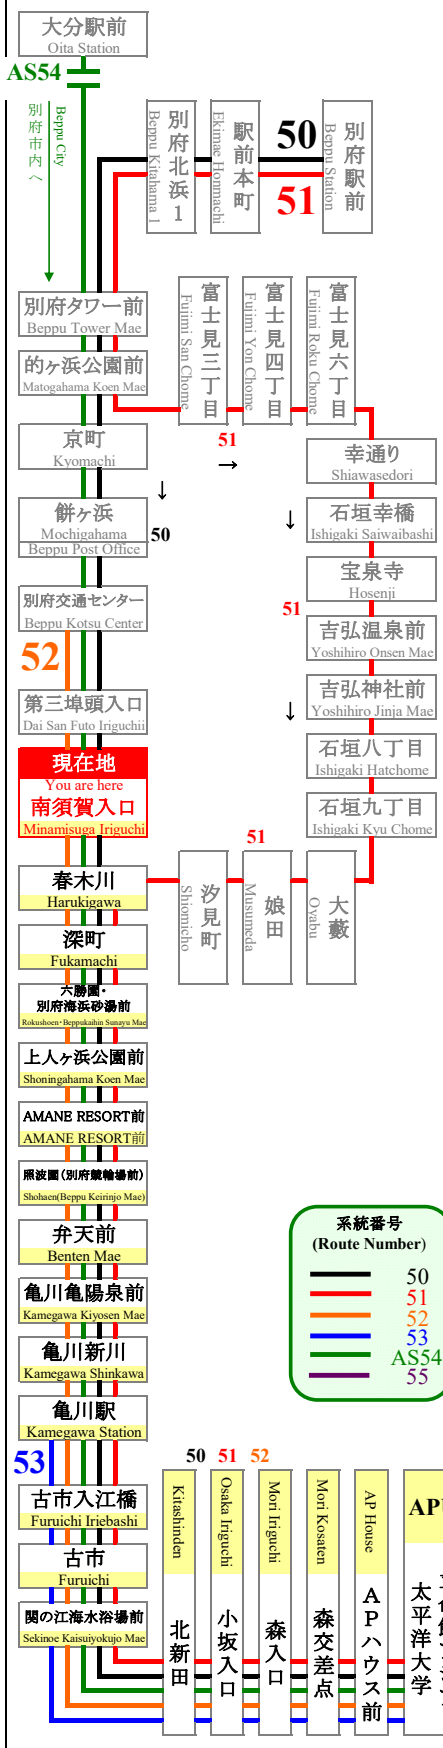 大分駅前
Oita Station
AS54
別府市内へ
Beppu City
別府北浜1
Beppu Kitahama 1
駅前本町
Ekimae Honmachi
50
51
別府駅前
Beppu Station
別府タワー前
Beppu Tower Mae
的ヶ浜公園前
Matogahama Koen Mae
富士見三丁目
Fujimi San Chome
富士見四丁目
Fujimi Yon Chome
富士見六丁目
Fujimi Roku Chome
51
→
京町
Kyomachi
幸通り
Shiawasedori
↓
餅ヶ浜
Mochigahama
Beppu Post Office
50
↓
石垣幸橋
Ishigaki Saiwaibashi
宝泉寺
Hosenji
別府交通センター
Beppu Kotsu Center
51
吉弘温泉前
Yoshihiro Onsen Mae
52
第三埠頭入口
Dai San Futo Iriguchii
↓
吉弘神社前
Yoshihiro Jinja Mae
現在地
You are here
南須賀入口
Minamisuga Iriguchi
石垣八丁目
Ishigaki Hatchome
石垣九丁目
Ishigaki Kyu Chome
51
春木川
Harukigawa
汐見町
Shiomicho
娘田
Musumeda
大藪
Oyabu
深町
Fukamachi
六勝園・
別府海浜砂湯前
Rokushoen・Beppukaihin Sunayu Mae
上人ヶ浜公園前
Shoningahama Koen Mae
AMANE RESORT前
AMANE RESORT前
照波園(別府競輪場前)
Shohaen(Beppu Keirinjo Mae)
弁天前
Benten Mae
亀川亀陽泉前
Kamegawa Kiyosen Mae
亀川新川
Kamegawa Shinkawa
亀川駅
Kamegawa Station
系統番号
(Route Number)
50
51
52
53
AS54
55
53
古市入江橋
Furuichi Iriebashi
古市
Furuichi
関の江海水浴場前
Sekinoe Kaisuiyokujo Mae
50 51 52
Kitashinden
北新田
Osaka Iriguchi
小坂入口
Mori Iriguchi
森入口
Mori Kosaten
森交差点
AP House
APハウス前
AP
太平洋大学